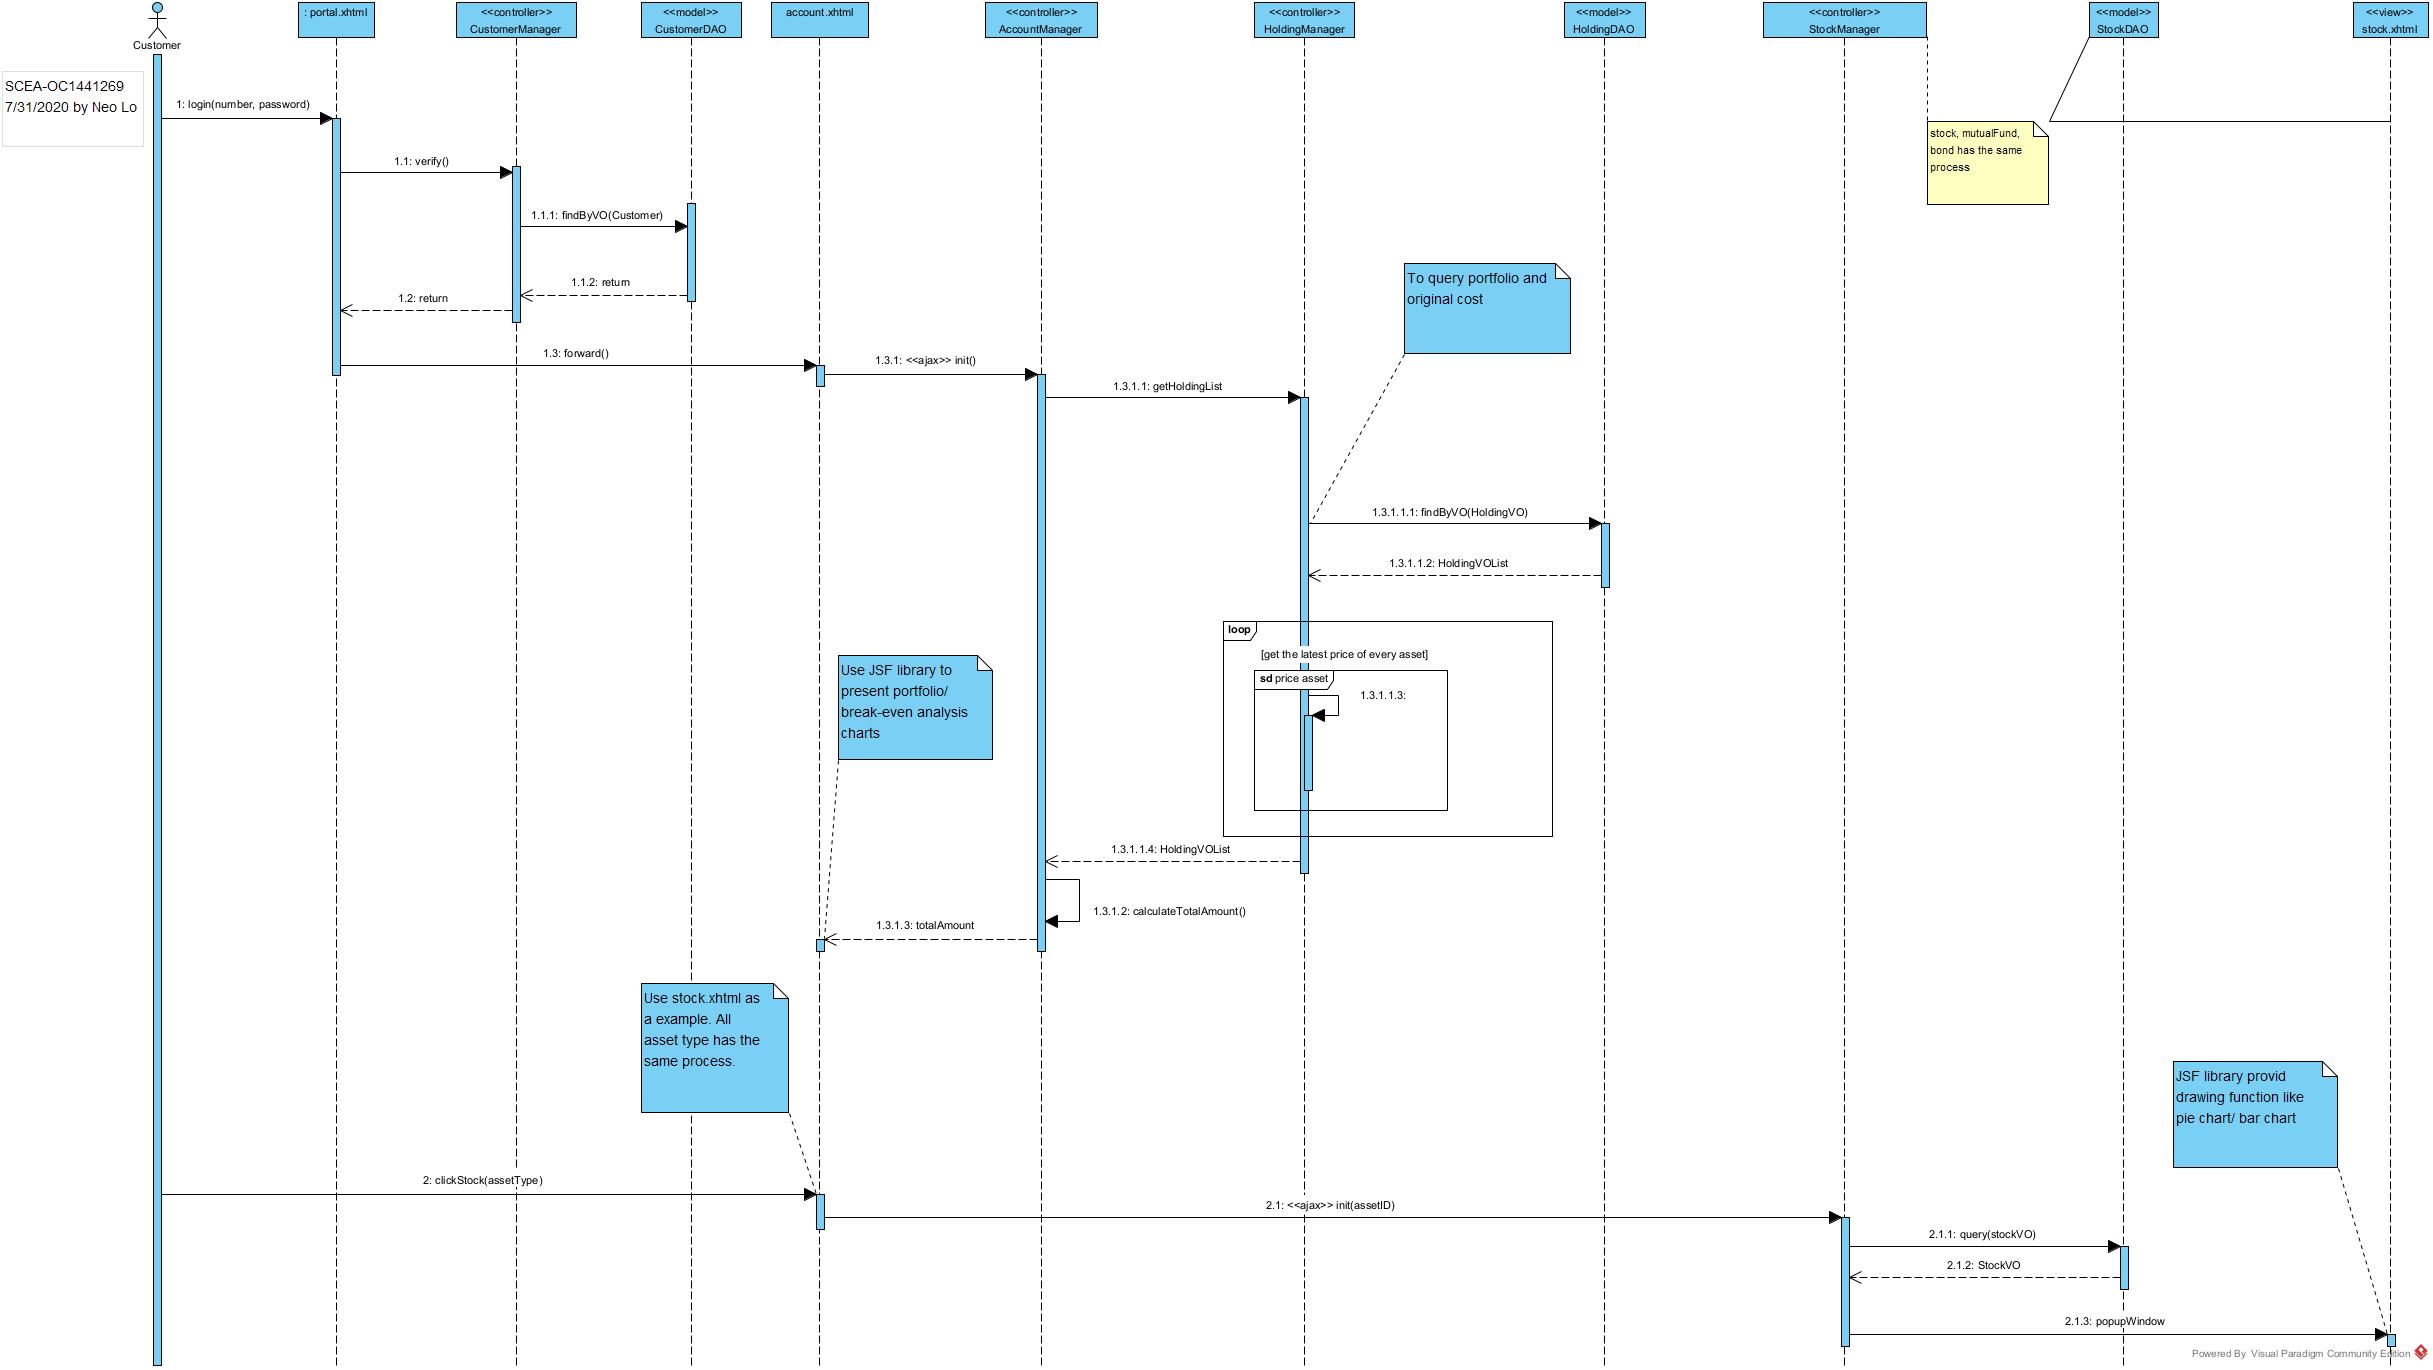 Customer
: portal.xhtml
<<controller>>
CustomerManager
<<model>>
CustomerDAO
account.xhtml
<<controller>>
AccountManager
<<controller>>
HoldingManager
<<model>>
HoldingDAO
<<controller>>
StockManager
<<model>>
StockDAO
<<view>>
stock.xhtml
SCEA-OC1441269
7/31/2020 by Neo Lo
1: login(number, password)
stock, mutualFund,
bond has the same
process
1.1: verify()
1.1.1: findByVO(Customer)
1.1.2: return
1.2: return
To query portfolio and
original cost
1.3: forward()
1.3.1: <<ajax>> init()
1.3.1.1: getHoldingList
1.3.1.1.1: findByVO(HoldingVO)
1.3.1.1.2: HoldingVOList
loop
[get the latest price of every asset]
sd price asset
1.3.1.1.3:
Use JSF library to
present portfolio/
break-even analysis
charts
1.3.1.1.4: HoldingVOList
1.3.1.2: calculateTotalAmount()
1.3.1.3: totalAmount
Use stock.xhtml as
a example. All
asset type has the
same process.
JSF library provid
drawing function like
pie chart/ bar chart
2: clickStock(assetType)
2.1: <<ajax>> init(assetID)
2.1.1: query(stockVO)
2.1.2: StockVO
2.1.3: popupWindow
Powered By Visual Paradigm Community Edition